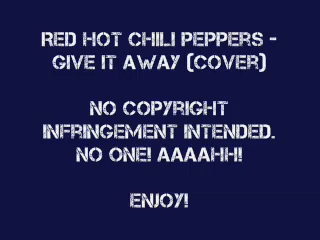 RED HOT CHILI PEPPERS -
GIVE IT AWAY (COVER)
NO COPYRIGHT
INFRINGEMENT INTENDED.
NO ONE! AAAAHH!
ENJOY!